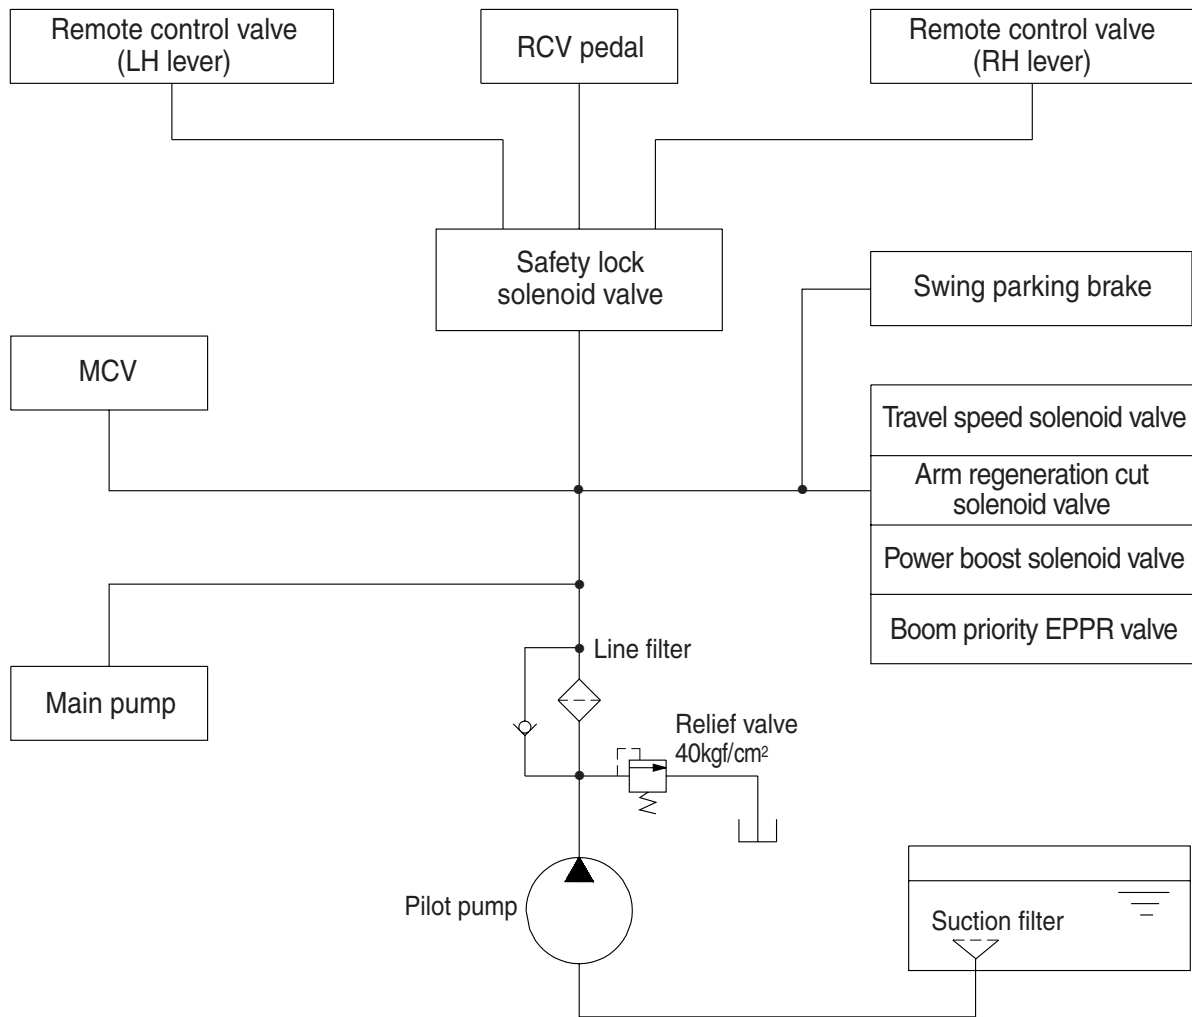 Remote control valve
(LH lever)
RCV pedal
Remote control valve
(RH lever)
Safety lock
solenoid valve
Swing parking brake
MCV
Travel speed solenoid valve
Arm regeneration cut
solenoid valve
Power boost solenoid valve
Boom priority EPPR valve
Line filter
Main pump
Relief valve
40kgf/cm²
Pilot pump
Suction filter